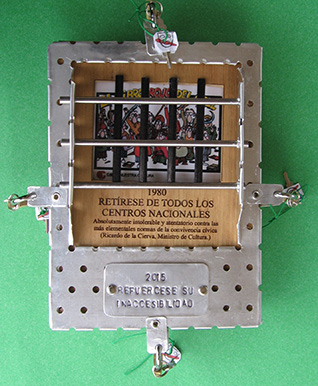 1980
RETÍRESE DE TODOS LOS
CENTROS NACIONALES
Absolutamente intolerable y atentatorio contra las
más elementales normas de la convivencia cívica
(Ricardo de la Cierva, Ministro de Cultura.)
2015
REFUERCESE SU
INACCESIBILIDAD